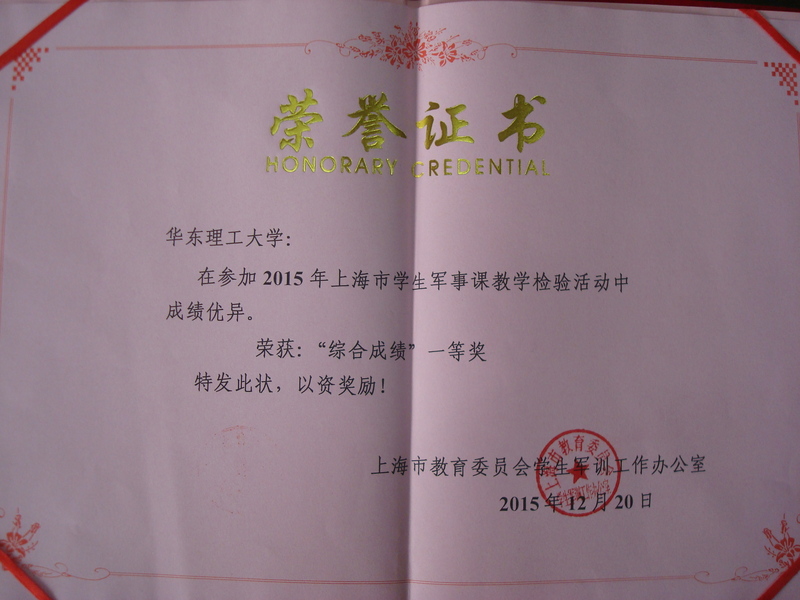 荣誉证书
HONORARY CREDENTIAL
华东理工大学：
在参加2015年上海市学生军事课教学检验活动中
成绩优异。
荣获：“综合成绩”一等奖
特发此状，以资奖励！
上海市教育委员会学生军训工作办公室
2015年12月20日